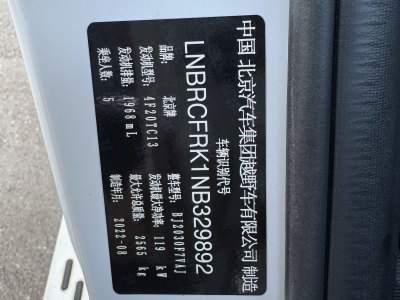 中国 北京汽车集团越野车有限公司 制造
车辆识别代号
LNBRCFRK1NB329892
品牌: 北京牌 整车型号: BJ2030F7VAJ
发动机型号: 4F20TC13 发动机最大净功率: 119 kW
发动机排量: 1968 mL 最大允许总质量: 2565 kg
乘坐人数: 5 制造年月: 2022-08